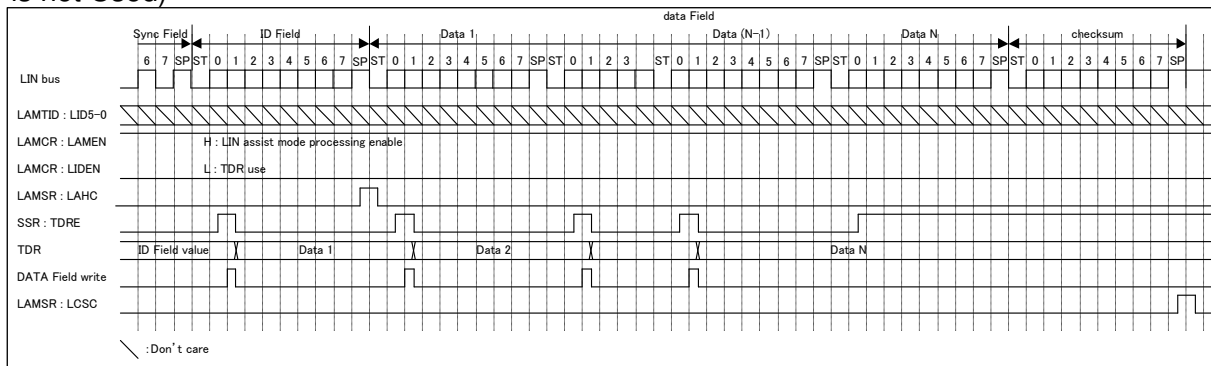 is not Good)
data Field
Sync Field ID Field Data 1 Data (N-1) Data N checksum
6 7 SP ST 0 1 2 3 4 5 6 7 SP ST 0 1 2 3 4 5 6 7 SP ST 0 1 2 3 ST 0 1 2 3 4 5 6 7 SP ST 0 1 2 3 4 5 6 7 SP ST 0 1 2 3 4 5 6 7 SP
LIN bus
LAMTID : LID5-0
LAMCR : LAMEN H : LIN assist mode processing enable
LAMCR : LIDEN L : TDR use
LAMSR : LAHC
SSR : TDRE
TDR ID Field value Data 1 Data 2 Data N
DATA Field write
LAMSR : LCSC
:Don't care